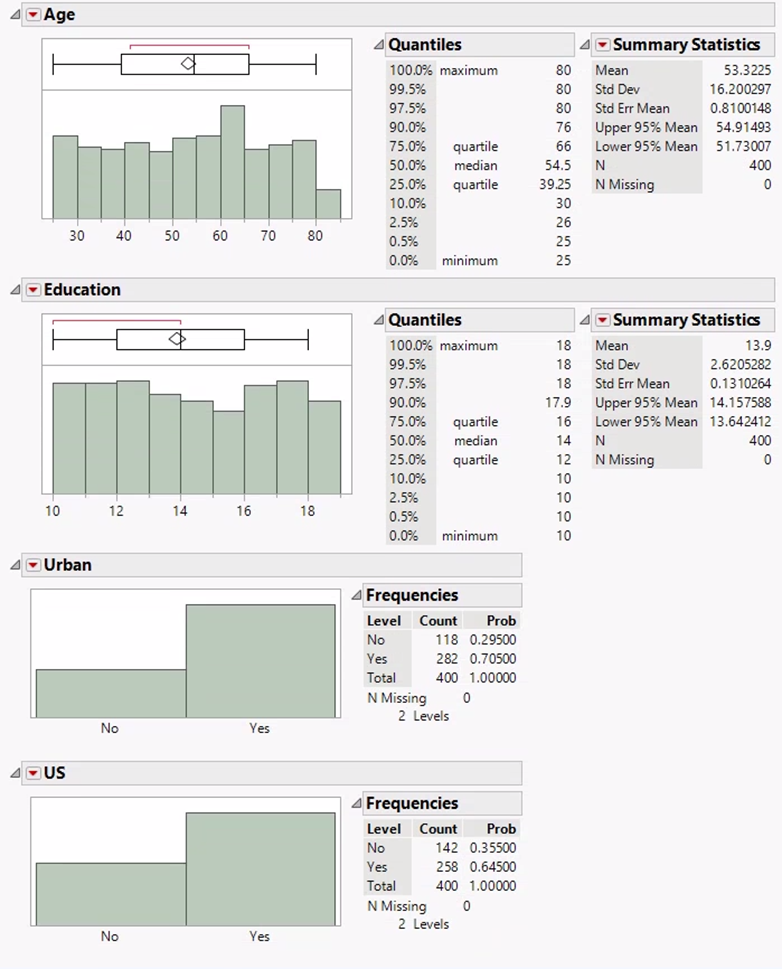 Age
30 40 50 60 70 80
Quantiles
100.0% maximum 80
99.5% 80
97.5% 80
90.0% 76
75.0% quartile 66
50.0% median 54.5
25.0% quartile 39.25
10.0% 30
2.5% 26
0.5% 25
0.0% minimum 25
Summary Statistics
Mean 53.3225
Std Dev 16.200297
Std Err Mean 0.8100148
Upper 95% Mean 54.91493
Lower 95% Mean 51.73007
N 400
N Missing 0
Education
10 12 14 16 18
Quantiles
100.0% maximum 18
99.5% 18
97.5% 18
90.0% 17.9
75.0% quartile 16
50.0% median 14
25.0% quartile 12
10.0% 10
2.5% 10
0.5% 10
0.0% minimum 10
Summary Statistics
Mean 13.9
Std Dev 2.6205282
Std Err Mean 0.1310264
Upper 95% Mean 14.157588
Lower 95% Mean 13.642412
N 400
N Missing 0
Urban
No Yes
Frequencies
Level Count Prob
No 118 0.29500
Yes 282 0.70500
Total 400 1.00000
N Missing 0
2 Levels
US
No Yes
Frequencies
Level Count Prob
No 142 0.35500
Yes 258 0.64500
Total 400 1.00000
N Missing 0
2 Levels